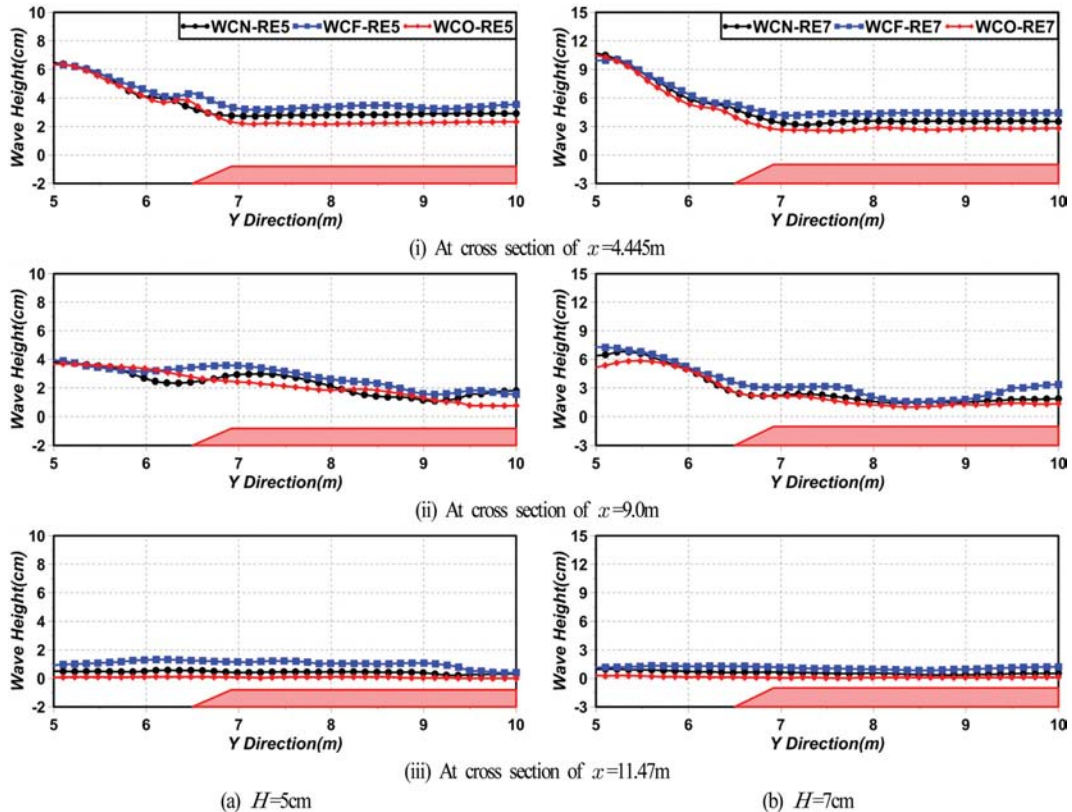 10
8
6
4
2
0
-2
Wave Height(cm)
WCN-RE5 WCF-RE5 WCO-RE5
5 6 7 8 9 10
Y Direction(m)
15
12
9
6
3
0
-3
Wave Height(cm)
WCN-RE7 WCF-RE7 WCO-RE7
5 6 7 8 9 10
Y Direction(m)
(i) At cross section of x=4.445m
10
8
6
4
2
0
-2
Wave Height(cm)
5 6 7 8 9 10
Y Direction(m)
15
12
9
6
3
0
-3
Wave Height(cm)
5 6 7 8 9 10
Y Direction(m)
(ii) At cross section of x=9.0m
10
8
6
4
2
0
-2
Wave Height(cm)
5 6 7 8 9 10
Y Direction(m)
15
12
9
6
3
0
-3
Wave Height(cm)
5 6 7 8 9 10
Y Direction(m)
(iii) At cross section of x=11.47m
(a) H=5cm
(b) H=7cm